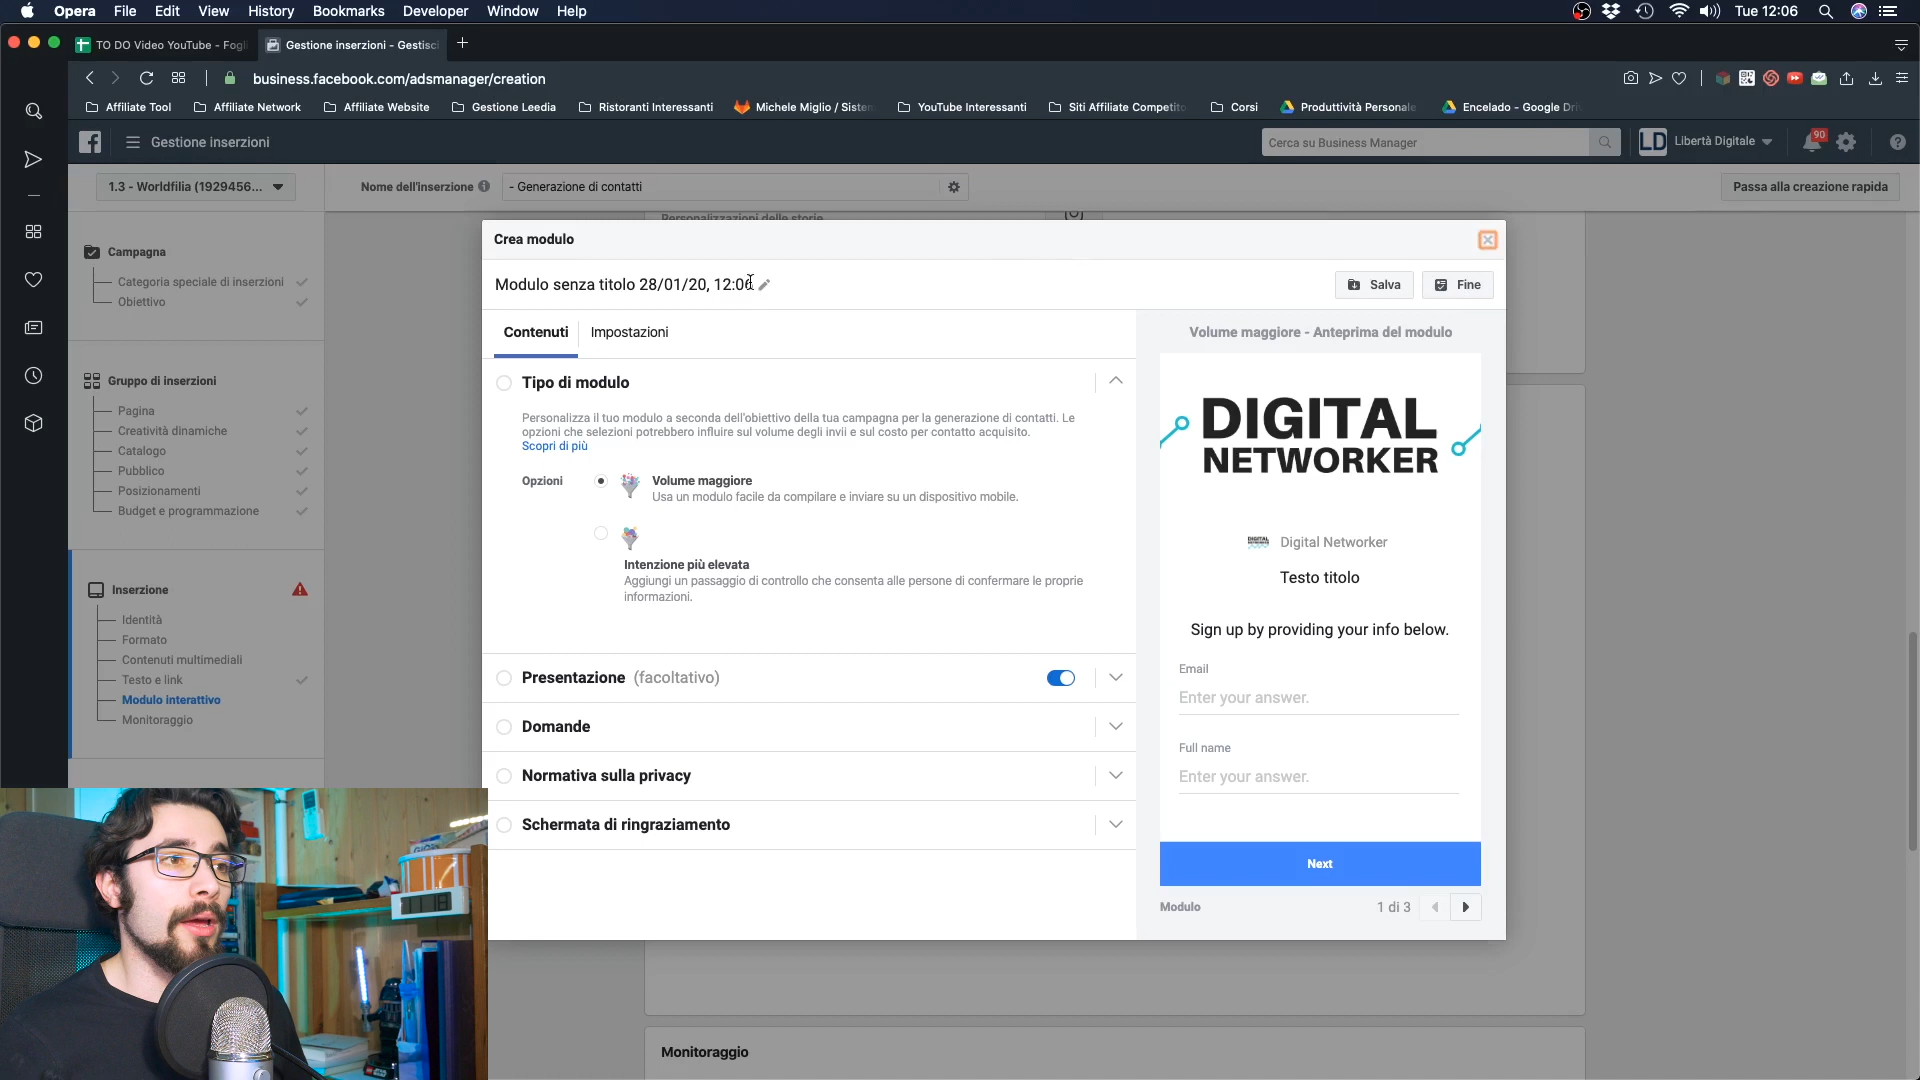 Opera File Edit View History Bookmarks Developer Window Help Tue 12:06
TO DO Video YouTube - Fogli
Gestione inserzioni - Gestisci
business.facebook.com/adsmanager/creation
Affiliate Tool Affiliate Network Affiliate Website Gestione Leedia Ristoranti Interessanti Michele Miglio / Sistem YouTube Interessanti Siti Affiliate Competito Corsi Produttività Personale Encelado - Google Dri
Gestione inserzioni
Cerca su Business Manager
LD Libertà Digitale
90
1.3 - Worldfilia (1929456...
Nome dell'inserzione
- Generazione di contatti
Passa alla creazione rapida
Personalizzazioni delle storie
Campagna
Categoria speciale di inserzioni
Obiettivo
Gruppo di inserzioni
Pagina
Creatività dinamiche
Catalogo
Pubblico
Posizionamenti
Budget e programmazione
Inserzione
Identità
Formato
Contenuti multimediali
Testo e link
Modulo interattivo
Monitoraggio
Crea modulo
Modulo senza titolo 28/01/20, 12:06
Salva
Fine
Contenuti
Impostazioni
Tipo di modulo
Personalizza il tuo modulo a seconda dell'obiettivo della tua campagna per la generazione di contatti. Le
opzioni che selezioni potrebbero influire sul volume degli invii e sul costo per contatto acquisito.
Scopri di più
Opzioni
Volume maggiore
Usa un modulo facile da compilare e inviare su un dispositivo mobile.
Intenzione più elevata
Aggiungi un passaggio di controllo che consenta alle persone di confermare le proprie
informazioni.
Presentazione (facoltativo)
Domande
Normativa sulla privacy
Schermata di ringraziamento
Volume maggiore - Anteprima del modulo
DIGITAL
NETWORKER
Digital Networker
Testo titolo
Sign up by providing your info below.
Email
Enter your answer.
Full name
Enter your answer.
Next
Modulo
1 di 3
Monitoraggio